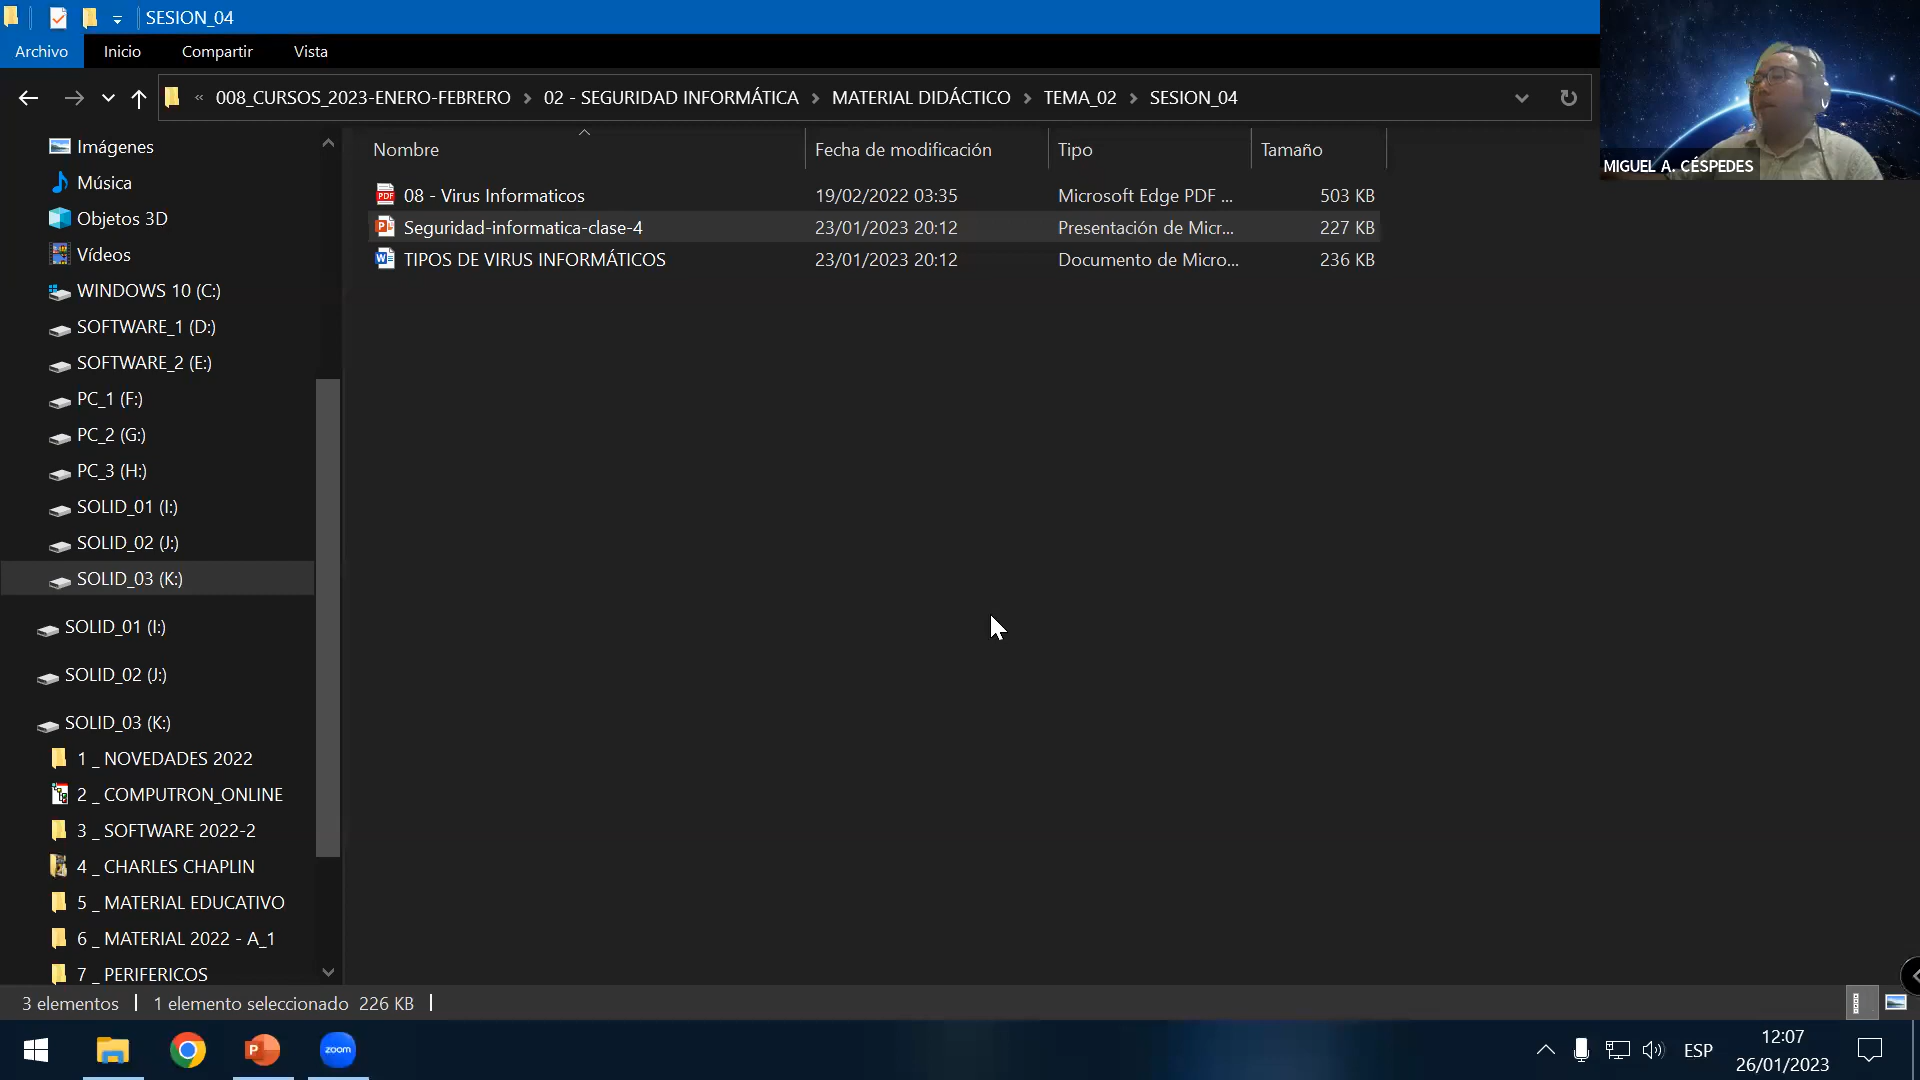 SESION_04
Archivo Inicio Compartir Vista
« 008_CURSOS_2023-ENERO-FEBRERO › 02 - SEGURIDAD INFORMÁTICA › MATERIAL DIDÁCTICO › TEMA_02 › SESION_04
MIGUEL A. CÉSPEDES
Imágenes
Música
Objetos 3D
Vídeos
WINDOWS 10 (C:)
SOFTWARE_1 (D:)
SOFTWARE_2 (E:)
PC_1 (F:)
PC_2 (G:)
PC_3 (H:)
SOLID_01 (I:)
SOLID_02 (J:)
SOLID_03 (K:)
SOLID_01 (I:)
SOLID_02 (J:)
SOLID_03 (K:)
1 _ NOVEDADES 2022
2 _ COMPUTRON_ONLINE
3 _ SOFTWARE 2022-2
4 _ CHARLES CHAPLIN
5 _ MATERIAL EDUCATIVO
6 _ MATERIAL 2022 - A_1
7 _ PERIFERICOS
Nombre Fecha de modificación Tipo Tamaño
PDF 08 - Virus Informaticos 19/02/2022 03:35 Microsoft Edge PDF ... 503 KB
Seguridad-informatica-clase-4 23/01/2023 20:12 Presentación de Micr... 227 KB
TIPOS DE VIRUS INFORMÁTICOS 23/01/2023 20:12 Documento de Micro... 236 KB
3 elementos 1 elemento seleccionado 226 KB
zoom
ESP
12:07
26/01/2023